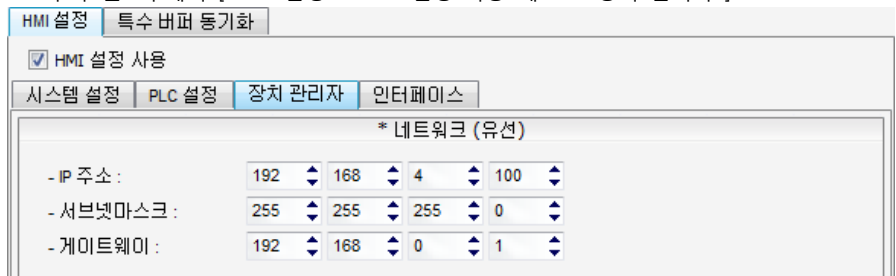 HMI 설정 특수 버퍼 동기화
HMI 설정 사용
시스템 설정 PLC 설정 장치 관리자 인터페이스
* 네트워크 (유선)
- IP 주소 : 192 168 4 100
- 서브넷마스크 : 255 255 255 0
- 게이트웨이 : 192 168 0 1